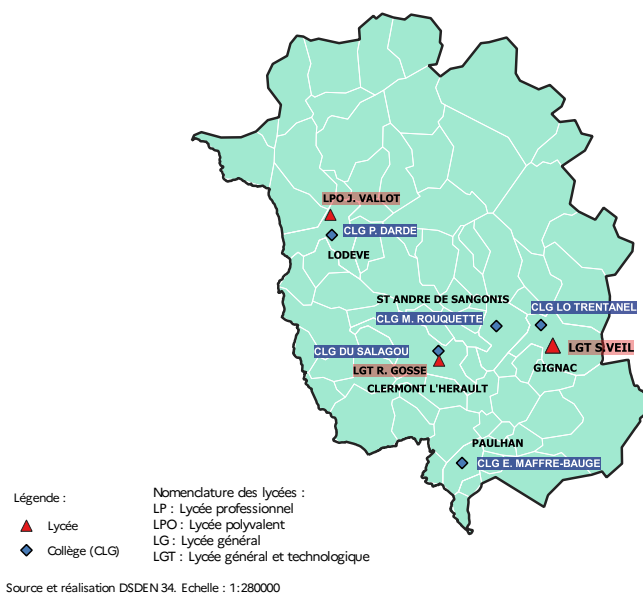 LPO J. VALLOT
CLG P. DARDE
LODEVE
ST ANDRE DE SANGONIS
CLG LO TRENTANEL
CLG M. ROUQUETTE
CLG DU SALAGOU
LGT S.VEIL
LGT R. GOSSE
GIGNAC
CLERMONT L'HERAULT
PAULHAN
CLG E. MAFFRE-BAUGE
Légende :
Lycée
Collège (CLG)
Nomenclature des lycées :
LP : Lycée professionnel
LPO : Lycée polyvalent
LG : Lycée général
LGT : Lycée général et technologique
Source et réalisation DSDEN 34. Echelle : 1:280000